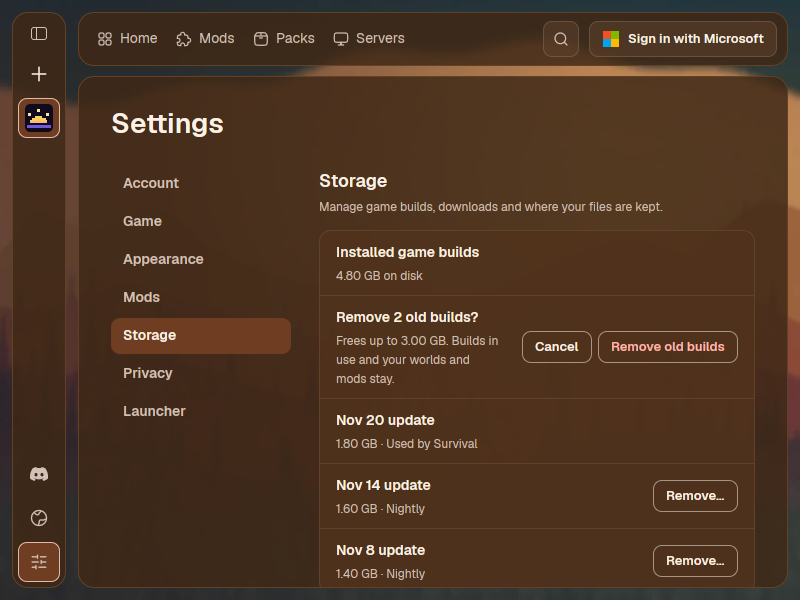 Home
Mods
Packs
Servers
Sign in with Microsoft
Settings
Account
Game
Appearance
Mods
Storage
Privacy
Launcher
Storage
Manage game builds, downloads and where your files are kept.
Installed game builds
4.80 GB on disk
Remove 2 old builds?
Frees up to 3.00 GB. Builds in
use and your worlds and
mods stay.
Cancel
Remove old builds
Nov 20 update
1.80 GB · Used by Survival
Nov 14 update
1.60 GB · Nightly
Remove...
Nov 8 update
1.40 GB · Nightly
Remove...